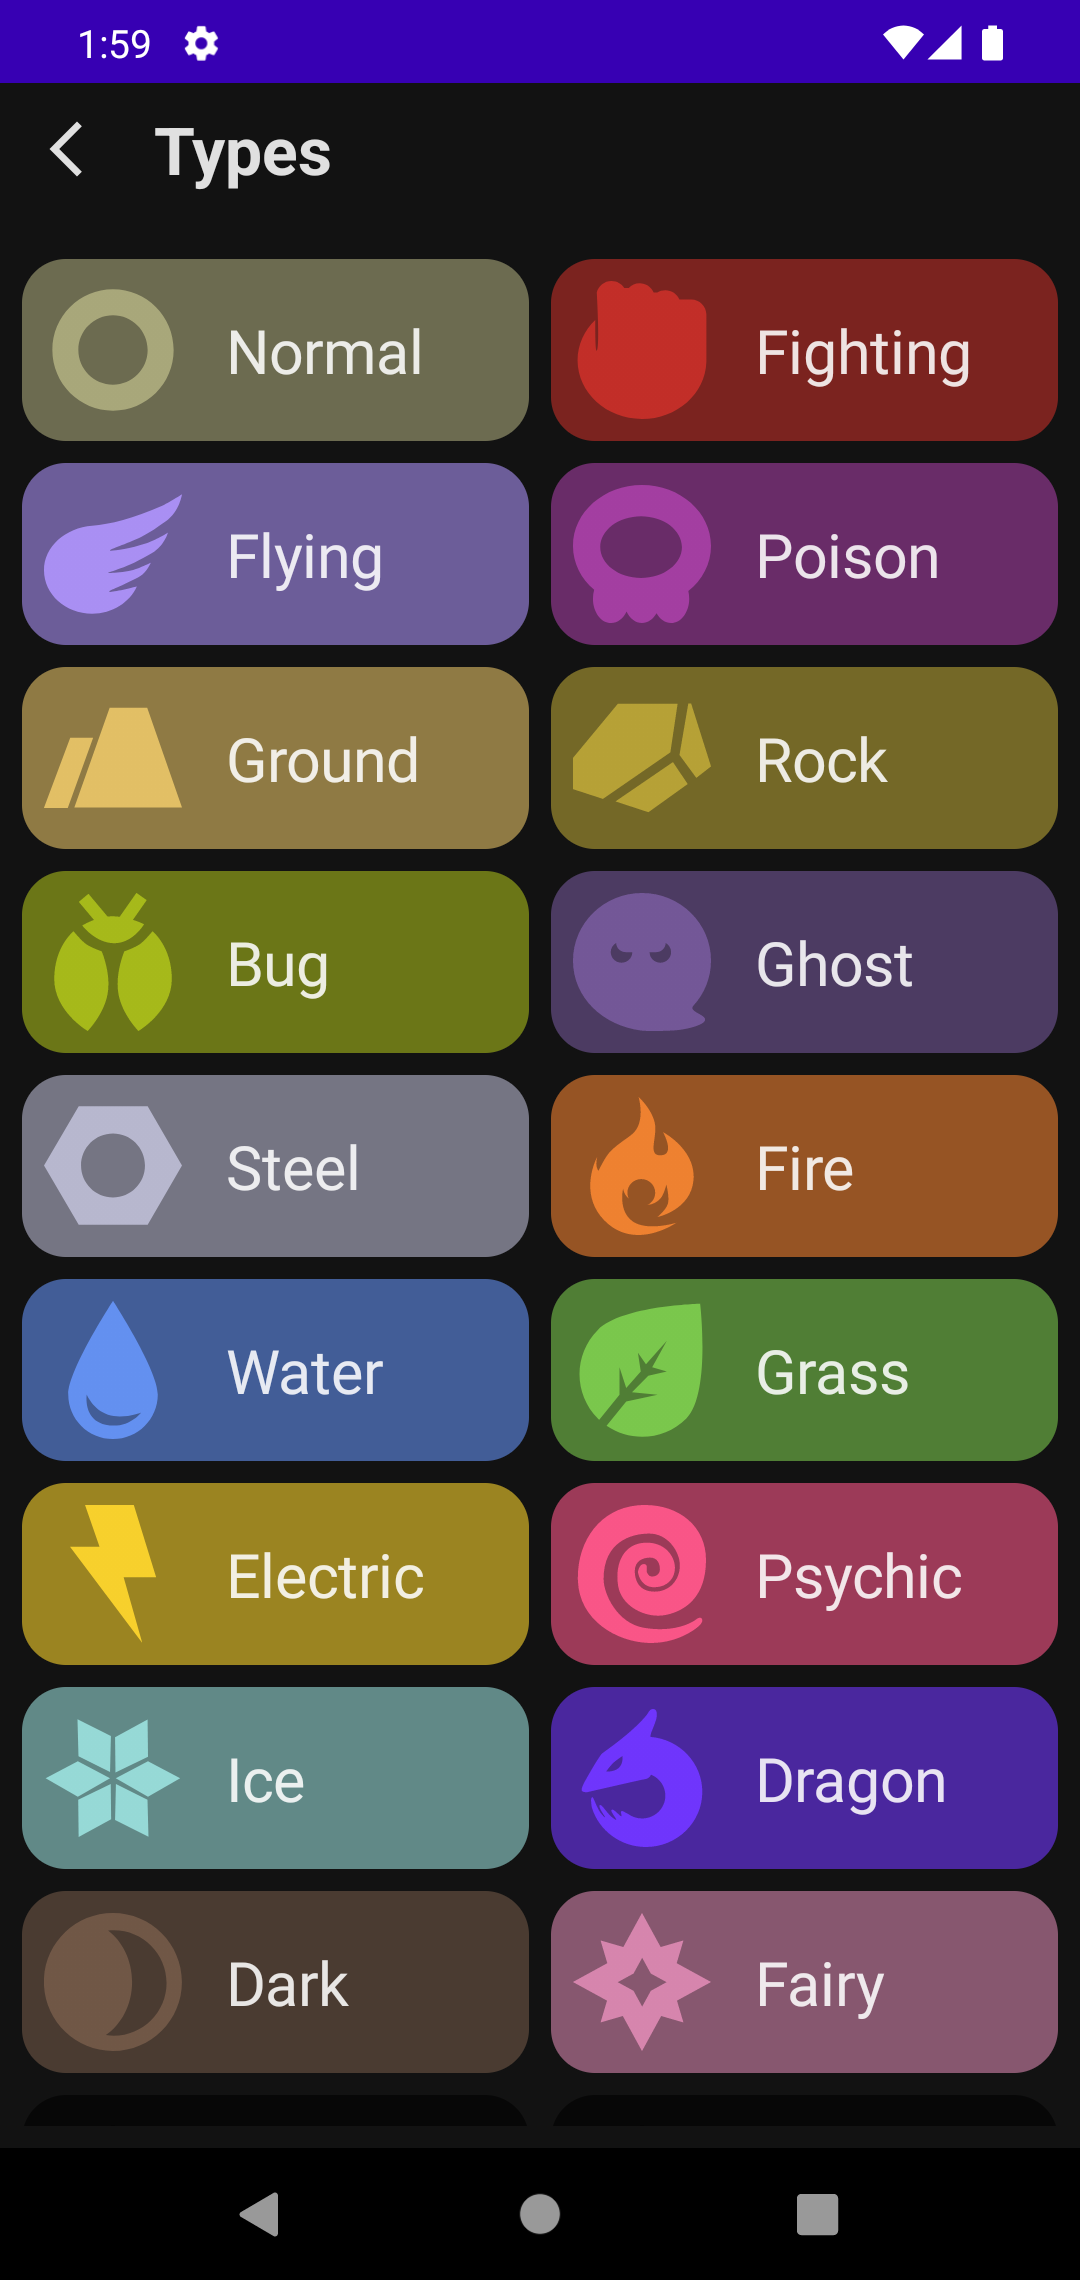 1:59
Types
Normal
Fighting
Flying
Poison
Ground
Rock
Bug
Ghost
Steel
Fire
Water
Grass
Electric
Psychic
Ice
Dragon
Dark
Fairy